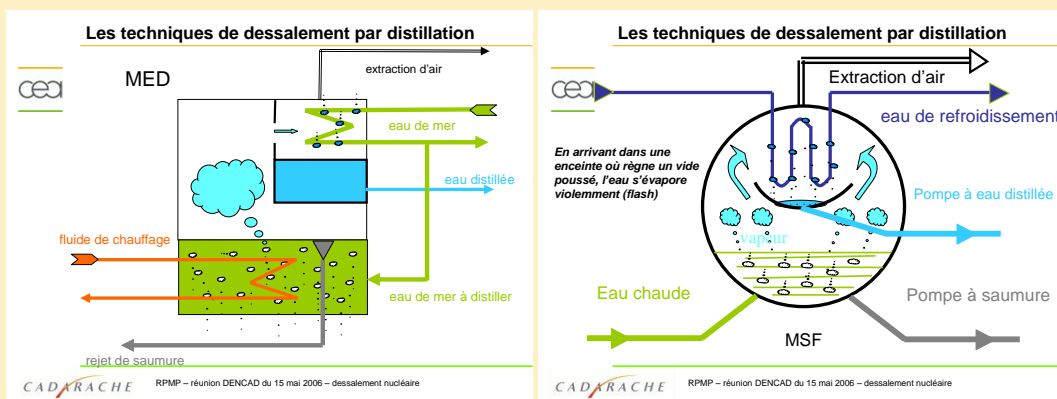 Les techniques de dessalement par distillation
cea
MED
extraction d'air
eau de mer
eau distillée
fluide de chauffage
eau de mer à distiller
rejet de saumure
CADARACHE
RPMP – réunion DENCAD du 15 mai 2006 – dessalement nucléaire
Les techniques de dessalement par distillation
cea
Extraction d'air
eau de refroidissement
En arrivant dans une
enceinte où règne un vide
poussé, l'eau s'évapore
violemment (flash)
Pompe à eau distillée
vapeur
Eau chaude
Pompe à saumure
MSF
CADARACHE
RPMP – réunion DENCAD du 15 mai 2006 – dessalement nucléaire